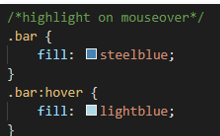 /*highlight on mouseover*/
.bar {
    fill: steelblue;
}
.bar:hover {
    fill: lightblue;
}